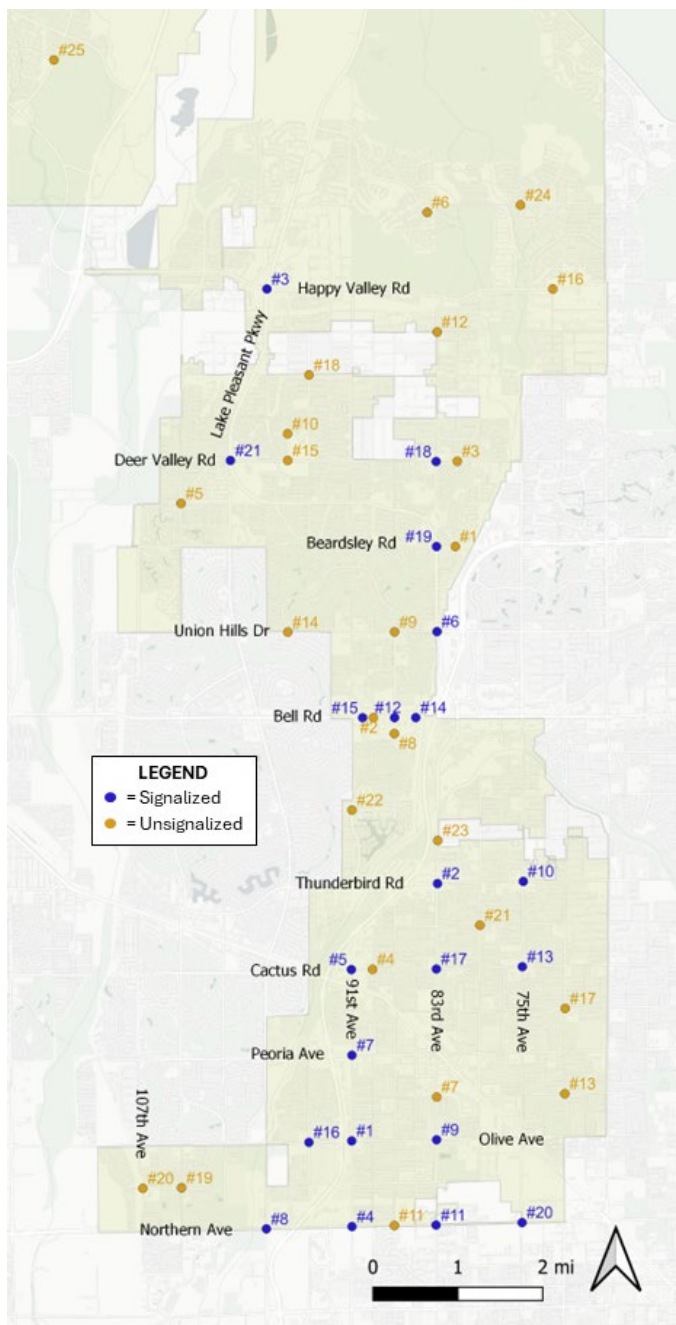 #25
#6
#24
#3
Happy Valley Rd
#16
#12
Lake Pleasant Pkwy
#18
#10
Deer Valley Rd
#21
#15
#18
#3
#5
Beardsley Rd
#19
#1
Union Hills Dr
#14
#9
#6
Bell Rd
#15
#12
#14
#2
#8
LEGEND
= Signalized
= Unsignalized
#22
#23
Thunderbird Rd
#2
#10
#21
Cactus Rd
#5
#4
#17
#13
91st Ave
83rd Ave
75th Ave
#17
Peoria Ave
#7
#7
#13
107th Ave
#16
#1
#9
Olive Ave
#20
#19
Northern Ave
#8
#4
#11
#11
#20
0
1
2 mi